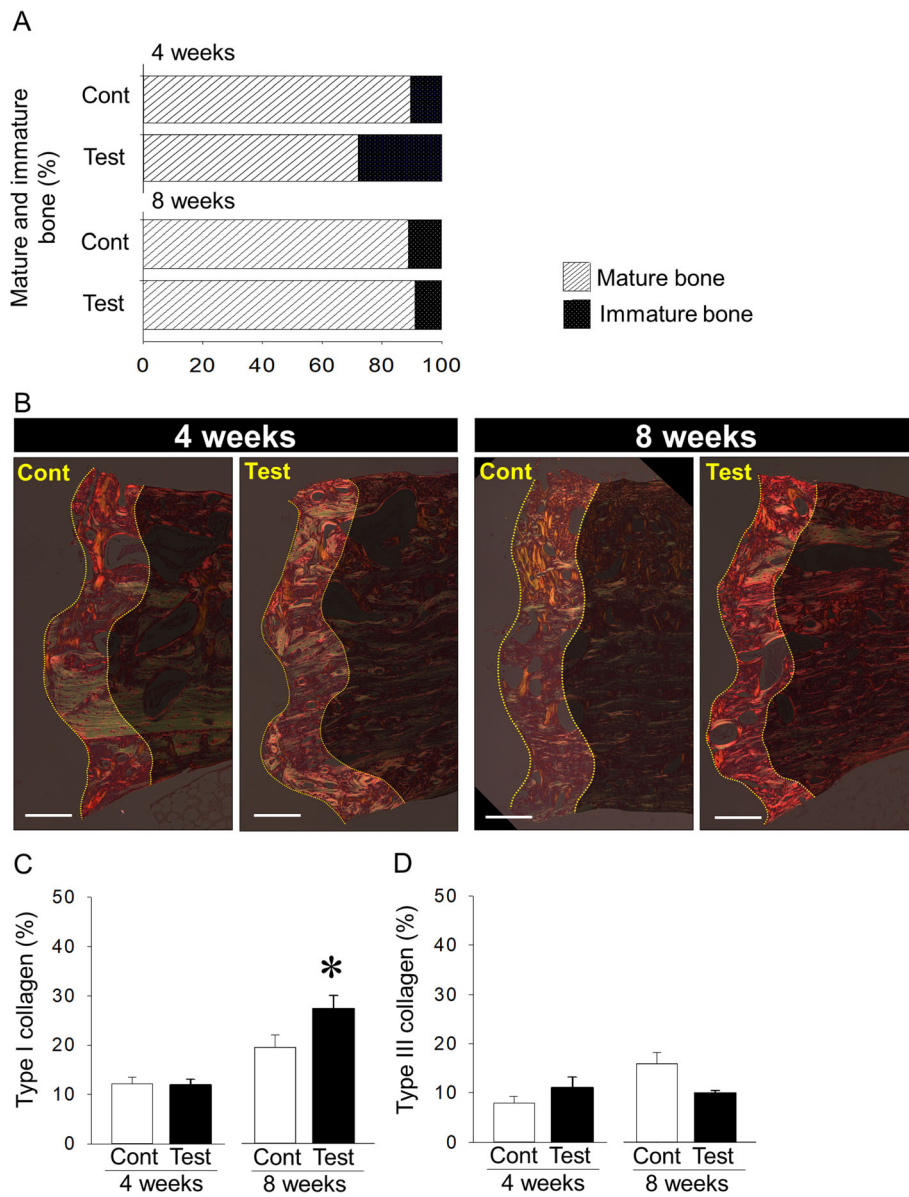 A
4 weeks
Cont
Test
8 weeks
Cont
Test
Mature and immature
bone (%)
0 20 40 60 80 100
Mature bone
Immature bone
B
4 weeks
8 weeks
Cont
Test
Cont
Test
C
Type I collagen (%)
50
40
30
20
10
0
*
Cont Test Cont Test
4 weeks 8 weeks
D
Type III collagen (%)
50
40
30
20
10
0
Cont Test Cont Test
4 weeks 8 weeks